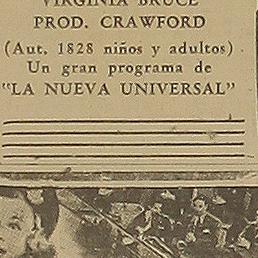 VIRGINIA BRUCE
PROD. CRAWFORD
(Aut. 1828 niños y adultos)
Un gran programa de
"LA NUEVA UNIVERSAL"